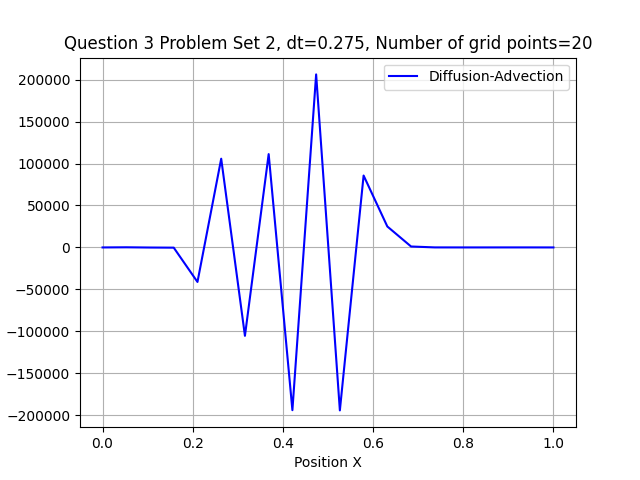 Question 3 Problem Set 2, dt=0.275, Number of grid points=20
Diffusion-Advection
200000
150000
100000
50000
0
−50000
−100000
−150000
−200000
0.0 0.2 0.4 0.6 0.8 1.0
Position X